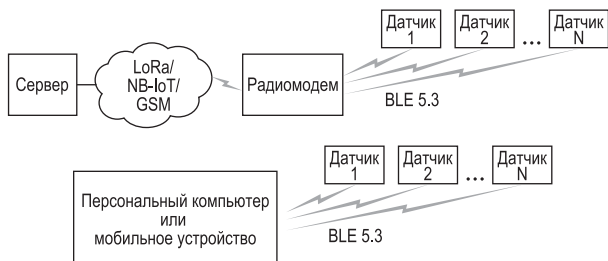 Датчик
1
Датчик
2
...
Датчик
N
Сервер
LoRa/
NB-IoT/
GSM
Радиомодем
BLE 5.3
Датчик
1
Датчик
2
...
Датчик
N
Персональный компьютер
или
мобильное устройство
BLE 5.3